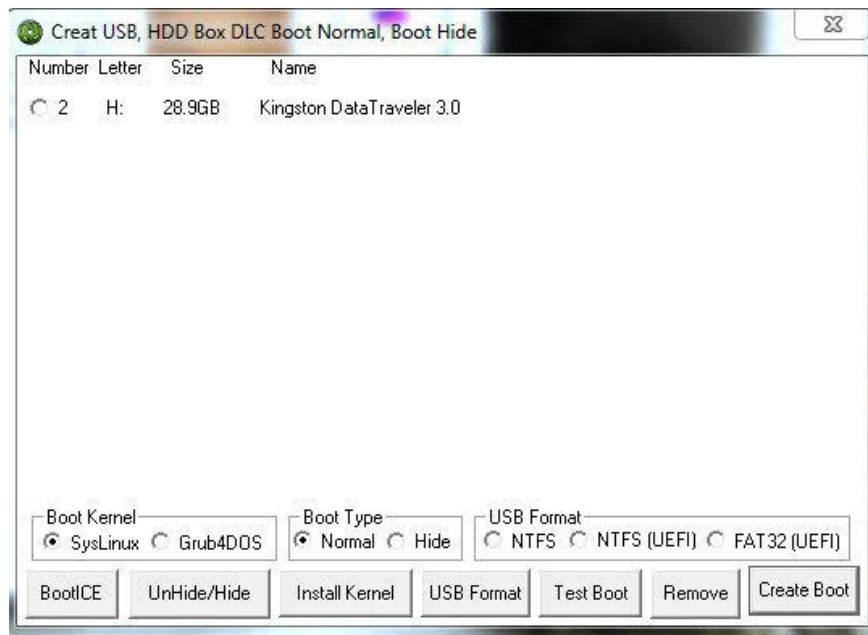 Creat USB, HDD Box DLC Boot Normal, Boot Hide
Number Letter Size Name
2 H: 28.9GB Kingston DataTraveler 3.0
Boot Kernel Boot Type USB Format
SysLinux Grub4DOS Normal Hide NTFS NTFS (UEFI) FAT32 (UEFI)
BootICE UnHide/Hide Install Kernel USB Format Test Boot Remove Create Boot